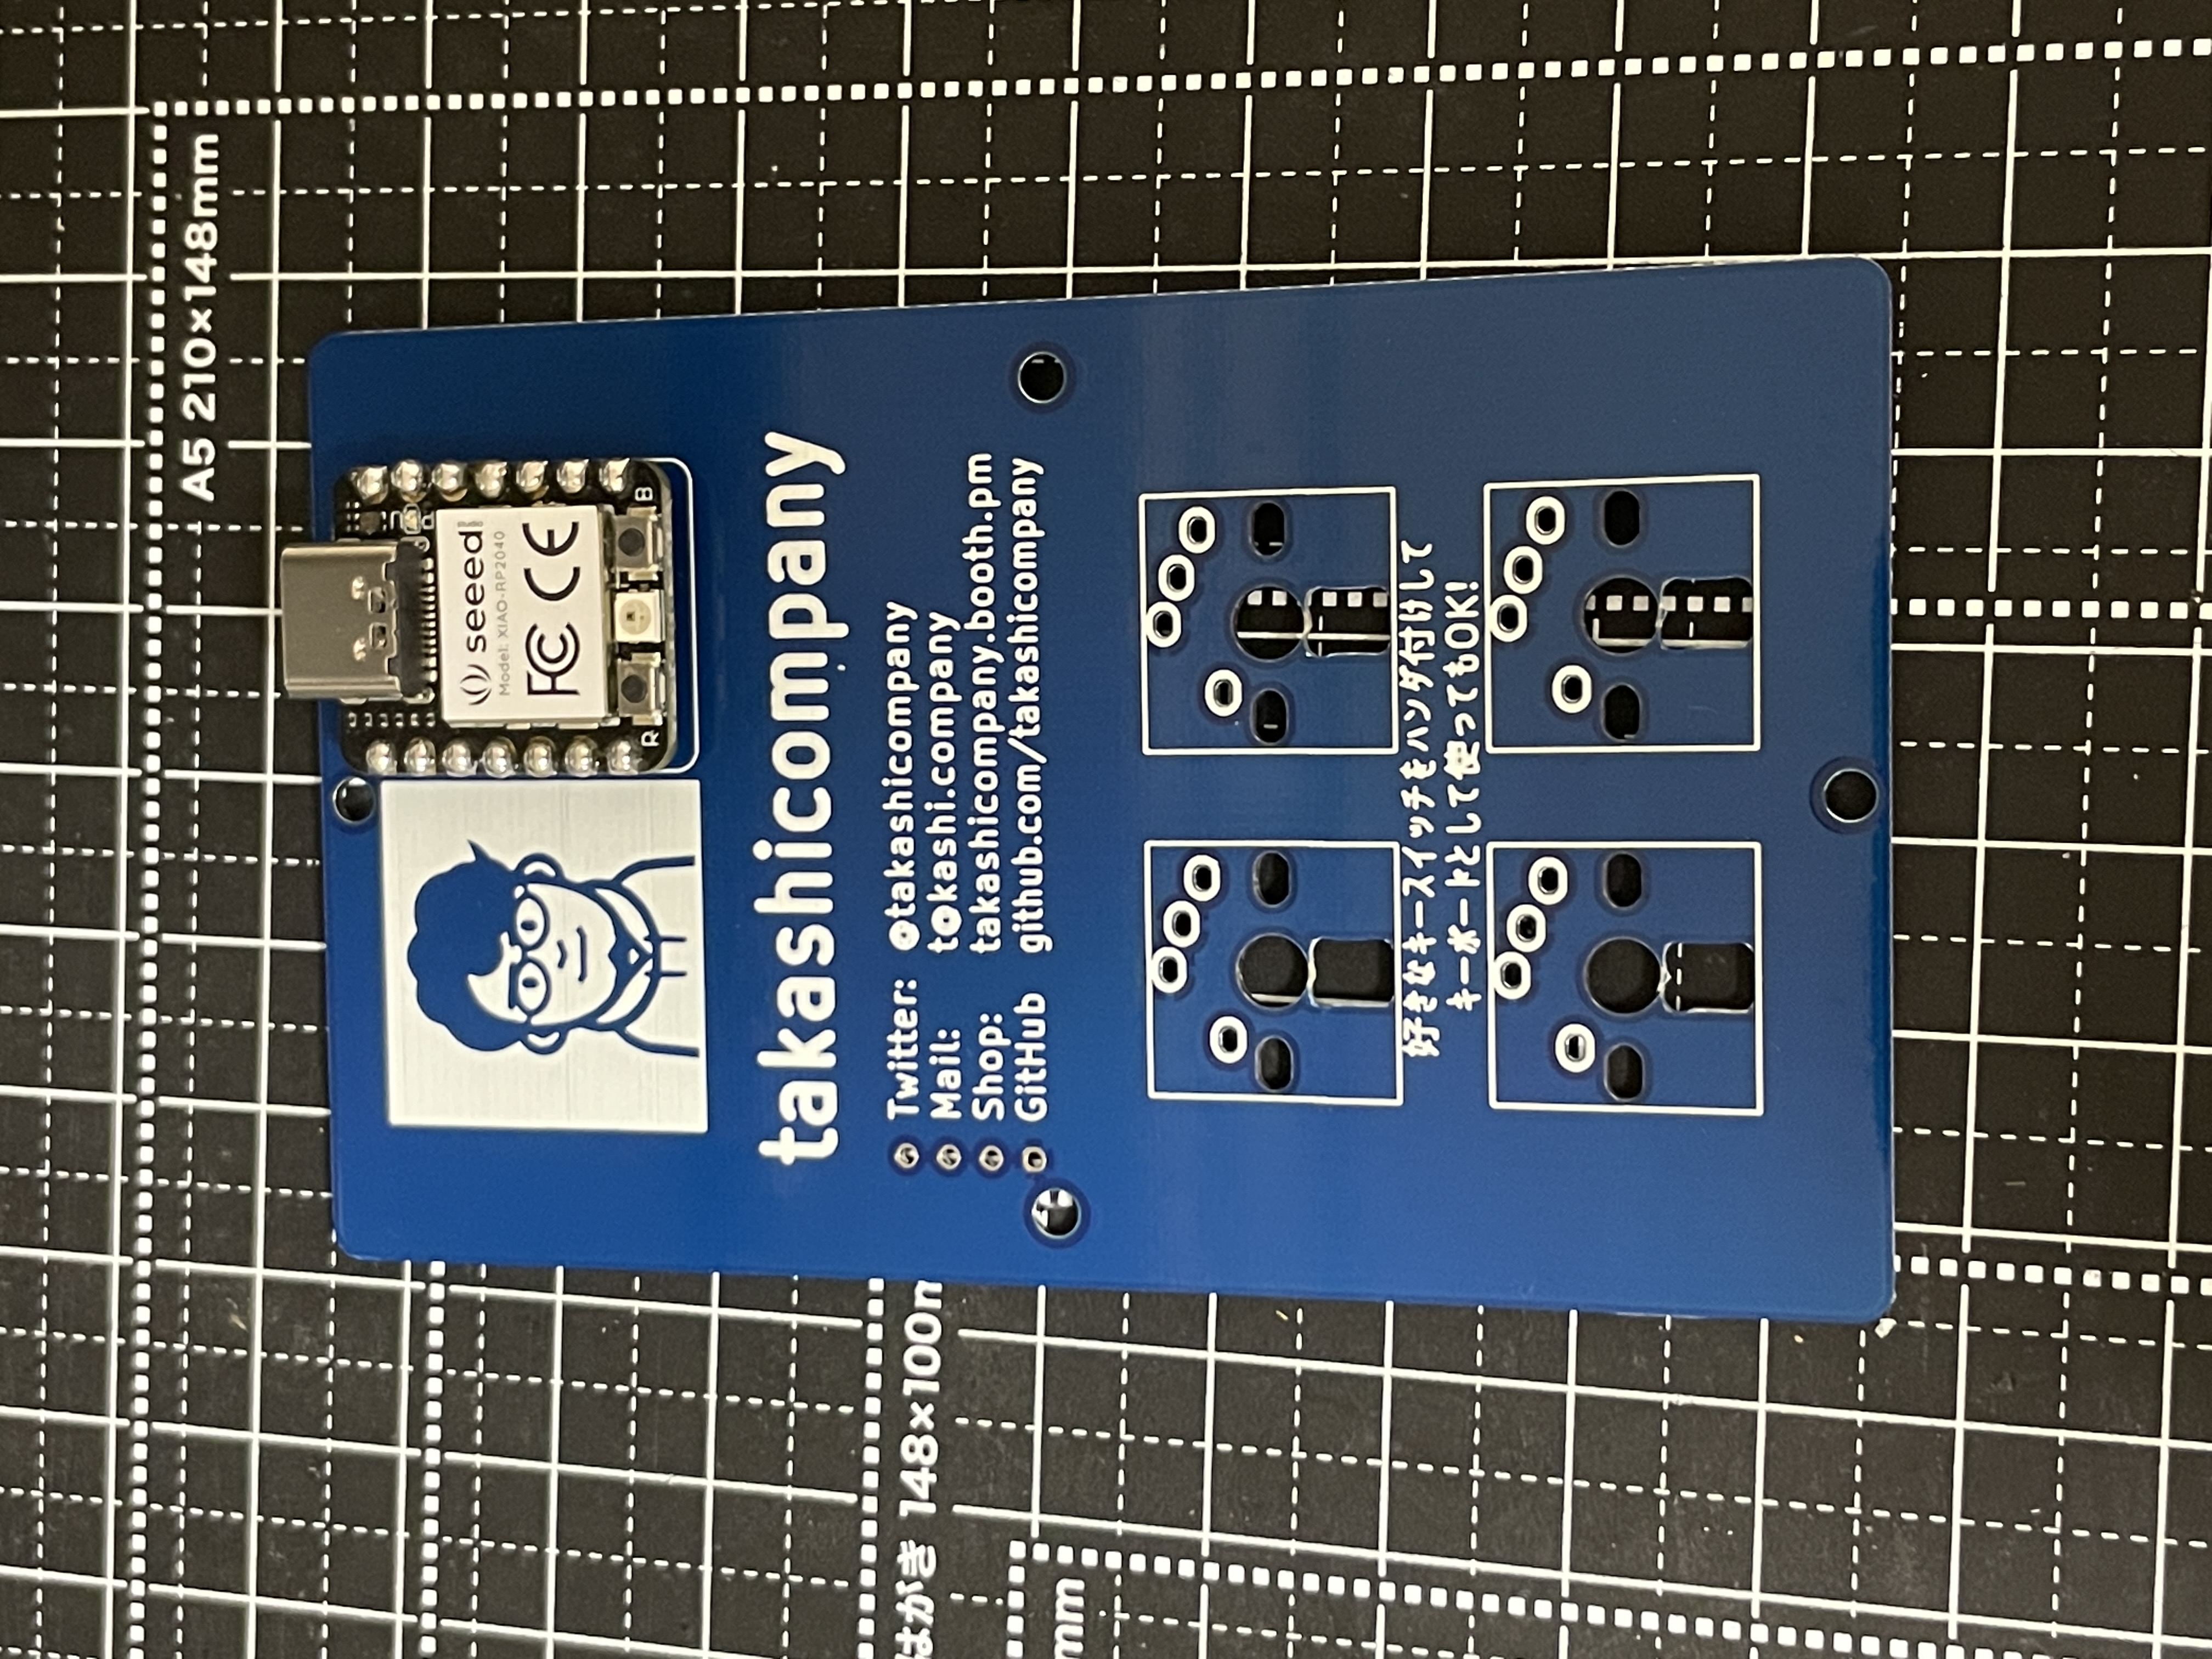 A5 210×148mm
seeed
Model: XIAO-RP2040
FC CE
R B
takashicompany
はがき 148×100m
Twitter: @takashicompany
Mail: t@kashi.company
Shop: takashicompany.booth.pm
GitHub github.com/takashicompany
mm
好きなキースイッチをハンダ付けして
キーボードとして使ってもOK!